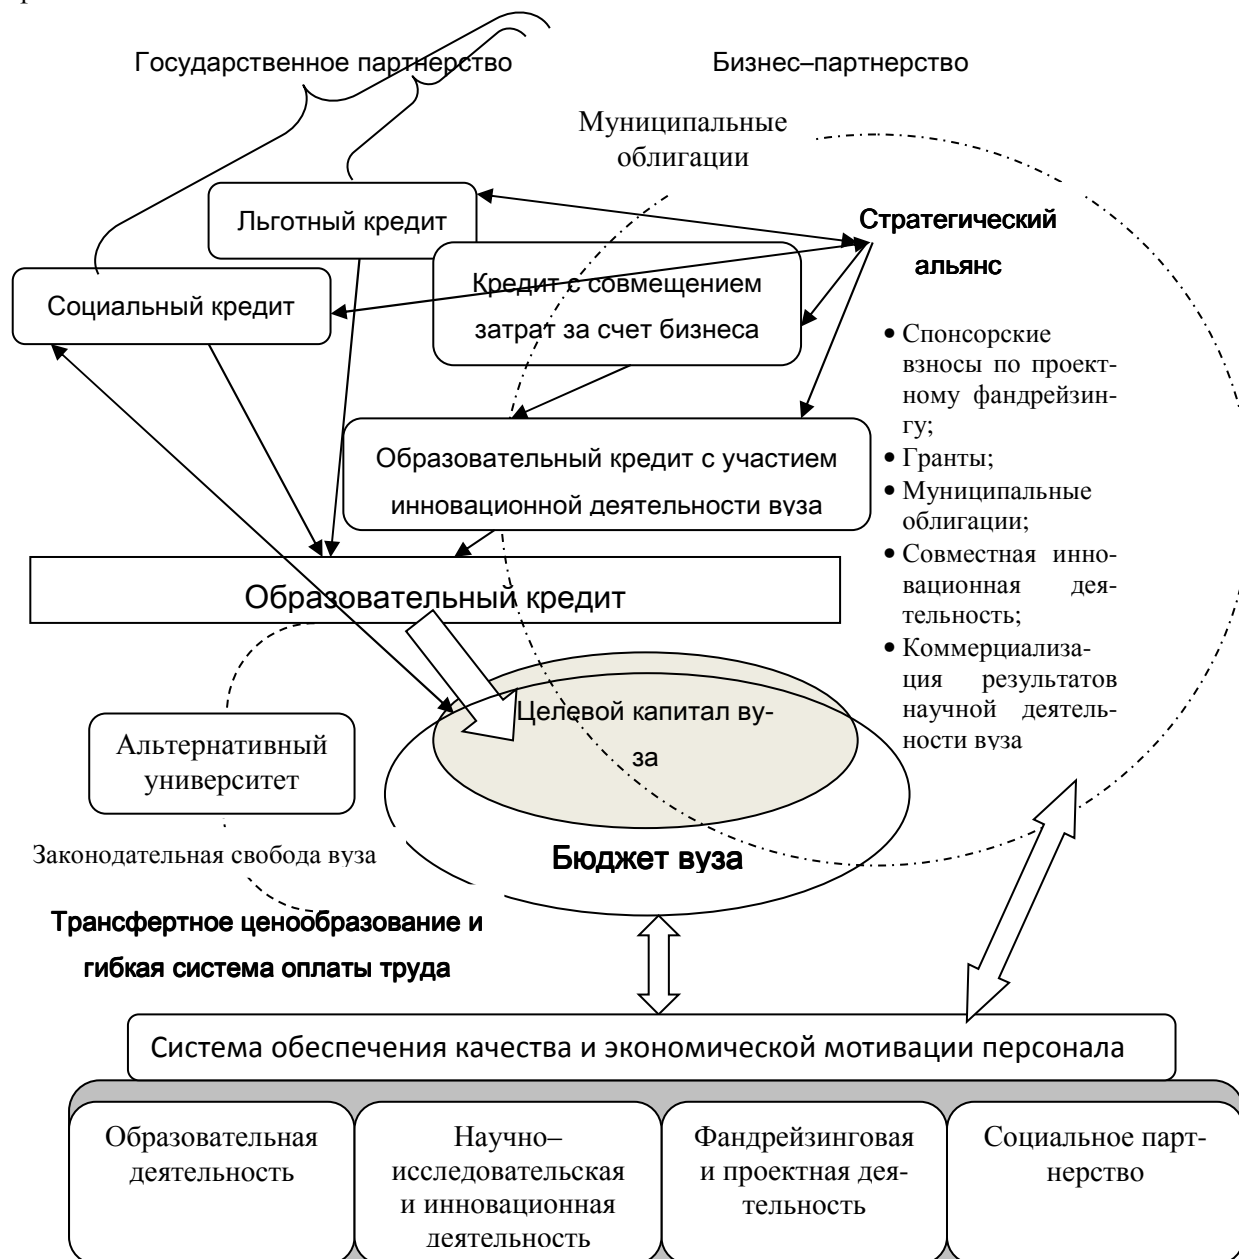 Государственное партнерство
Бизнес–партнерство
Муниципальные
облигации
Льготный кредит
Стратегический
альянс
Кредит с совмещением
затрат за счет бизнеса
Социальный кредит
• Спонсорские
взносы по проект-
ному фандрейзин-
гу;
• Гранты;
• Муниципальные
облигации;
• Совместная инно-
вационная дея-
тельность;
• Коммерциализа-
ция результатов
научной деятель-
ности вуза
Образовательный кредит с участием
инновационной деятельности вуза
Образовательный кредит
Целевой капитал ву-
за
Альтернативный
университет
Бюджет вуза
Законодательная свобода вуза
Трансфертное ценообразование и
гибкая система оплаты труда
Система обеспечения качества и экономической мотивации персонала
Образовательная
деятельность
Научно–
исследовательская
и инновационная
деятельность
Фандрейзинговая
и проектная дея-
тельность
Социальное парт-
нерство